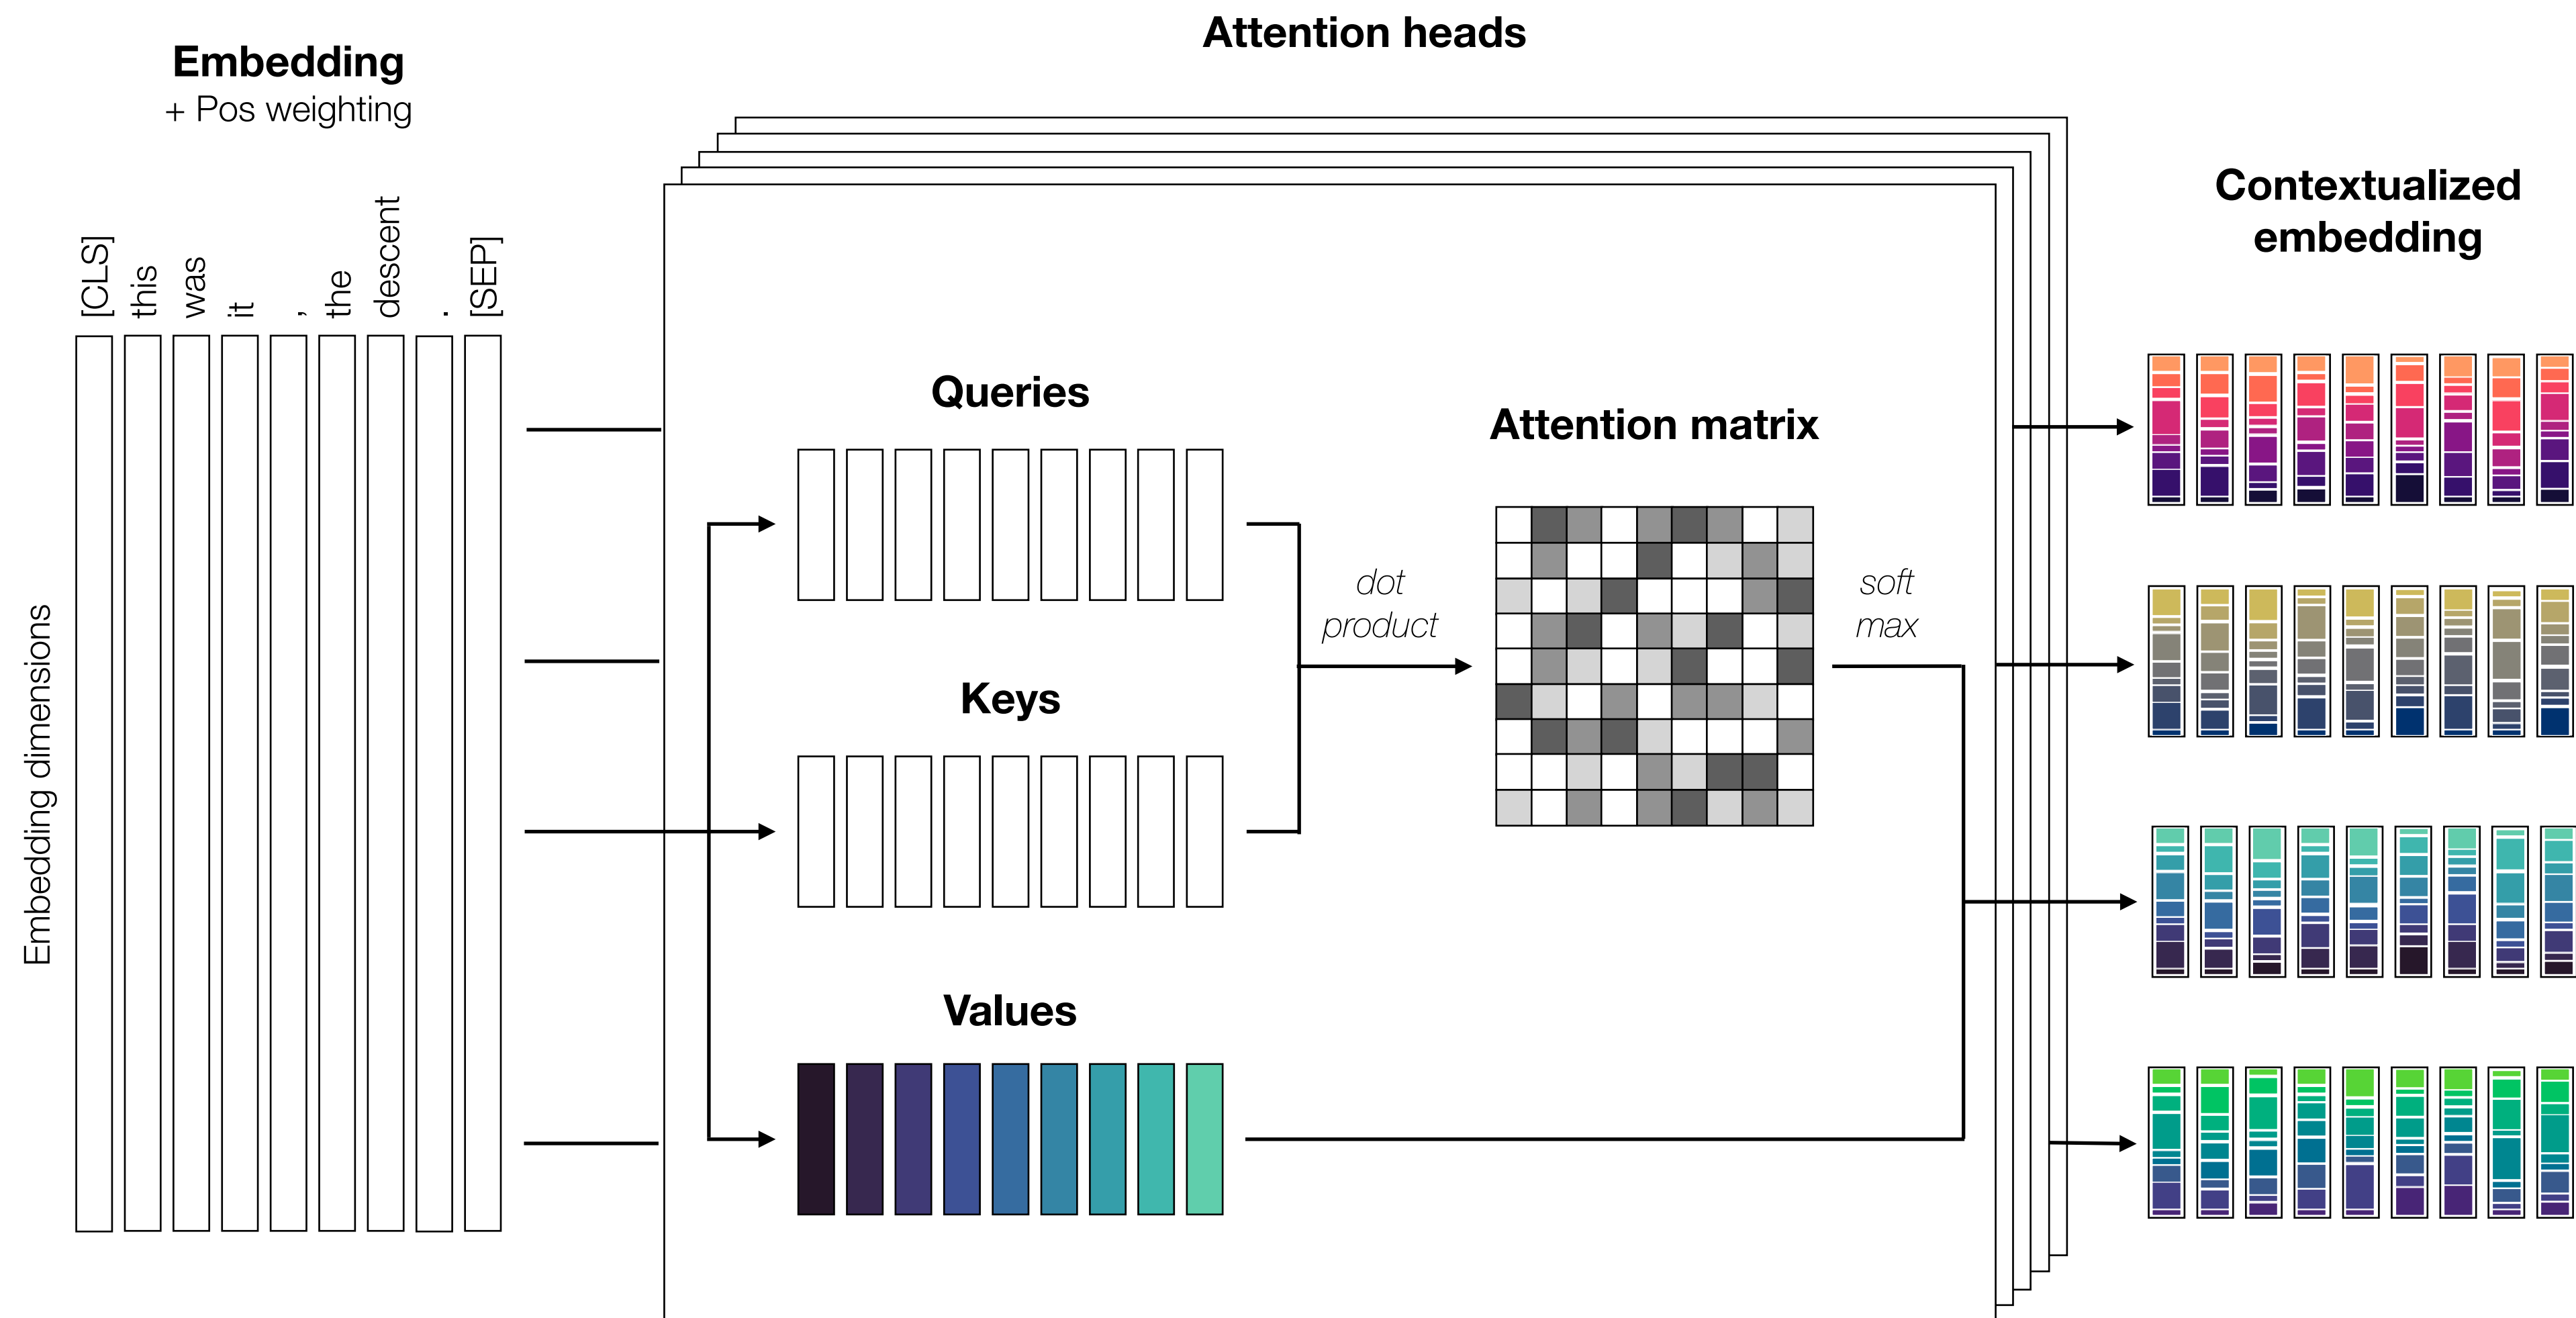 Attention heads
Embedding
+ Pos weighting
Contextualized
embedding
[CLS]
this
was
it
,
the
descent
.
[SEP]
Embedding dimensions
Queries
Keys
Values
dot
product
Attention matrix
soft
max